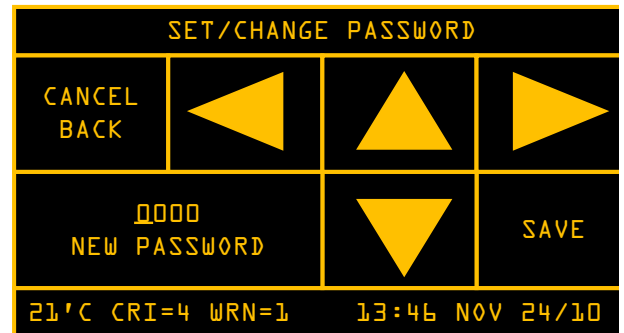 SET/CHANGE PASSWORD
CANCEL
BACK
0000
NEW PASSWORD
SAVE
21'C CRI=4 WRN=1 13:46 NOV 24/10